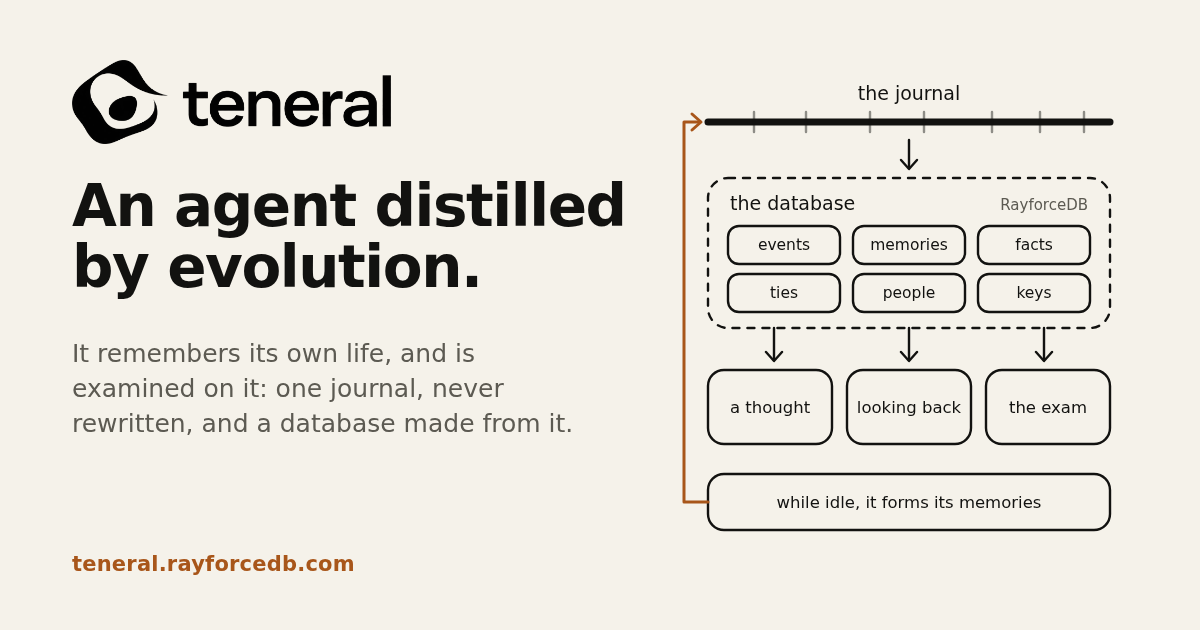 teneral
An agent distilled
by evolution.
It remembers its own life, and is
examined on it: one journal, never
rewritten, and a database made from it.
teneral.rayforcedb.com
the journal
the database
RayforceDB
events
memories
facts
ties
people
keys
a thought
looking back
the exam
while idle, it forms its memories